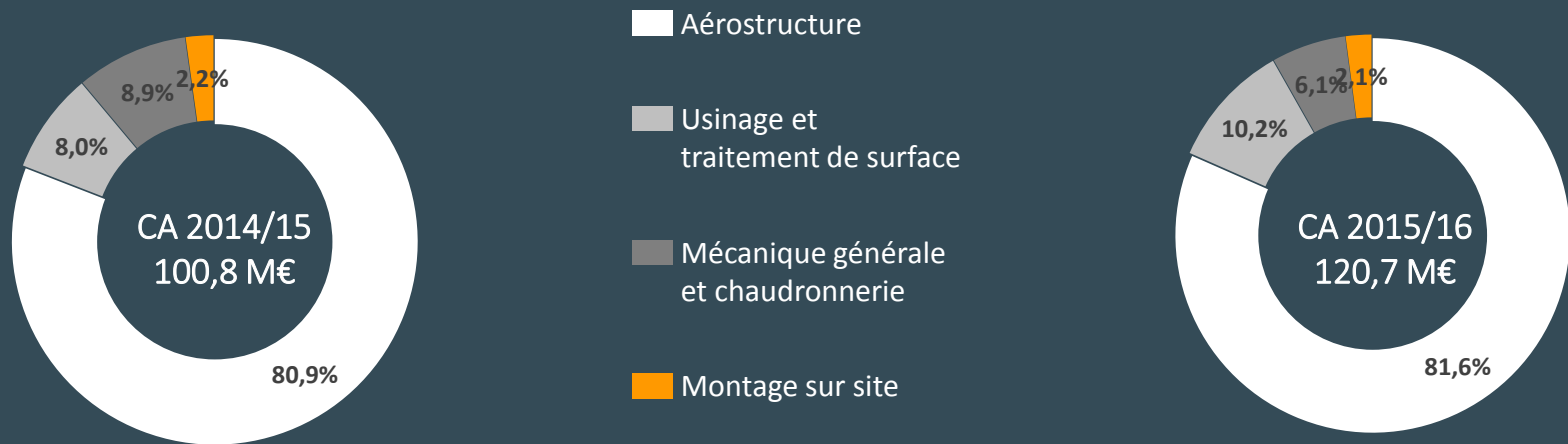 2,2%
8,9%
8,0%
CA 2014/15
100,8 M€
80,9%
Aérostructure
Usinage et
traitement de surface
Mécanique générale
et chaudronnerie
Montage sur site
2,1%
6,1%
10,2%
CA 2015/16
120,7 M€
81,6%